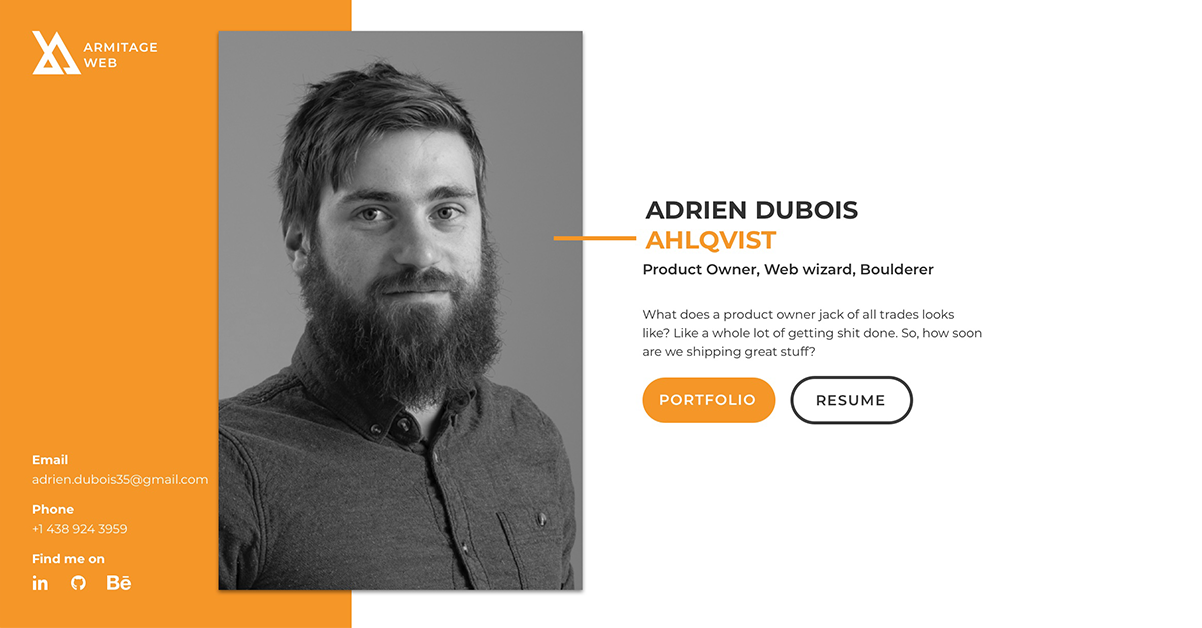 ARMITAGE
WEB
ADRIEN DUBOIS
AHLQVIST
Product Owner, Web wizard, Boulderer
What does a product owner jack of all trades looks
like? Like a whole lot of getting shit done. So, how soon
are we shipping great stuff?
PORTFOLIO
RESUME
Email
adrien.dubois35@gmail.com
Phone
+1 438 924 3959
Find me on
in
Bē